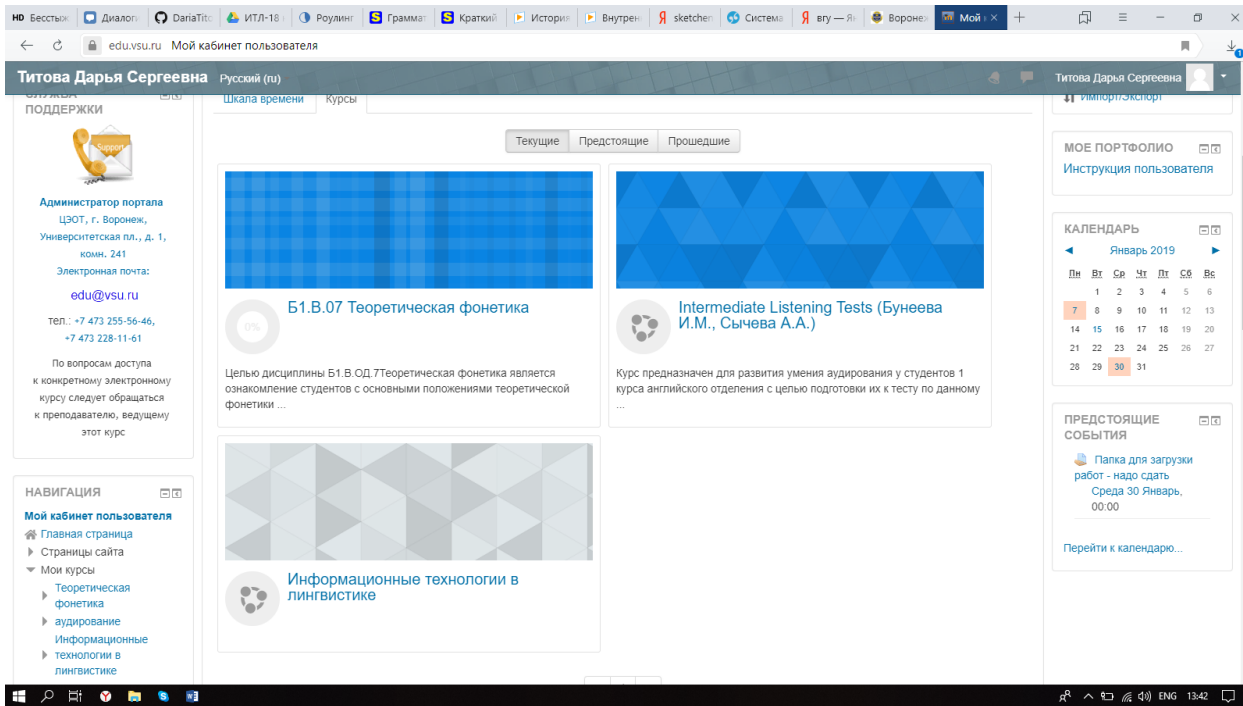 HD Бесстыж
Диалоги
DariaTito
ИТЛ-18
Роулинг
S Граммат
S Краткий
История
Внутрен
Я sketchen
Система
Я вгу — Я
Воронеж
Мой
edu.vsu.ru Мой кабинет пользователя
Титова Дарья Сергеевна Русский (ru)
Титова Дарья Сергеевна
СЛУЖБА
ПОДДЕРЖКИ
Support
Администратор портала
ЦЭОТ, г. Воронеж,
Университетская пл., д. 1,
комн. 241
Электронная почта:
edu@vsu.ru
тел.: +7 473 255-56-46,
+7 473 228-11-61
По вопросам доступа
к конкретному электронному
курсу следует обращаться
к преподавателю, ведущему
этот курс
НАВИГАЦИЯ
Мой кабинет пользователя
Главная страница
Страницы сайта
Мои курсы
Теоретическая
фонетика
аудирование
Информационные
технологии в
лингвистике
Шкала времени Курсы
Текущие Предстоящие Прошедшие
0%
Б1.В.07 Теоретическая фонетика
Целью дисциплины Б1.В.ОД.7Теоретическая фонетика является
ознакомление студентов с основными положениями теоретической
фонетики ...
Intermediate Listening Tests (Бунеева
И.М., Сычева А.А.)
Курс предназначен для развития умения аудирования у студентов 1
курса английского отделения с целью подготовки их к тесту по данному
...
Информационные технологии в
лингвистике
Импорт/Экспорт
МОЕ ПОРТФОЛИО
Инструкция пользователя
КАЛЕНДАРЬ
◄ Январь 2019 ►
Пн Вт Ср Чт Пт Сб Вс
1 2 3 4 5 6
7 8 9 10 11 12 13
14 15 16 17 18 19 20
21 22 23 24 25 26 27
28 29 30 31
ПРЕДСТОЯЩИЕ
СОБЫТИЯ
Папка для загрузки
работ - надо сдать
Среда 30 Январь,
00:00
Перейти к календарю...
ENG 13:42